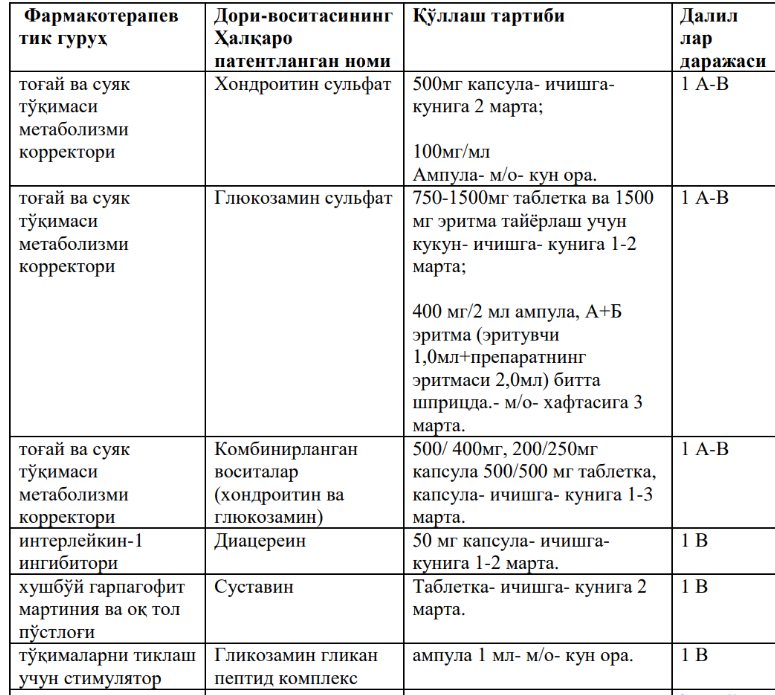 Фармакотерапев
тик гуруҳ
Дори-воситасининг
Ҳалқаро
патентланган номи
Қўллаш тартиби
Далил
лар
даражаси
тоғай ва суяк
тўқимаси
метаболизми
корректори
Хондроитин сульфат
500мг капсула- ичишга-
кунига 2 марта;
100мг/мл
Ампула- м/о- кун ора.
1 А-В
тоғай ва суяк
тўқимаси
метаболизми
корректори
Глюкозамин сульфат
750-1500мг таблетка ва 1500
мг эритма тайёрлаш учун
кукун- ичишга- кунига 1-2
марта;
400 мг/2 мл ампула, А+Б
эритма (эритувчи
1,0мл+препаратнинг
эритмаси 2,0мл) битта
шприцда.- м/о- хафтасига 3
марта.
1 А-В
тоғай ва суяк
тўқимаси
метаболизми
корректори
Комбинирланган
воситалар
(хондроитин ва
глюкозамин)
500/ 400мг, 200/250мг
капсула 500/500 мг таблетка,
капсула- ичишга- кунига 1-3
марта.
1 А-В
интерлейкин-1
ингибитори
Диацереин
50 мг капсула- ичишга-
кунига 1-2 марта.
1 В
хушбўй гарпагофит
мартиния ва оқ тол
пўстлоғи
Суставин
Таблетка- ичишга- кунига 2
марта.
1 В
тўқималарни тиклаш
учун стимулятор
Гликозамин гликан
пептид комплекс
ампула 1 мл- м/о- кун ора.
1 В